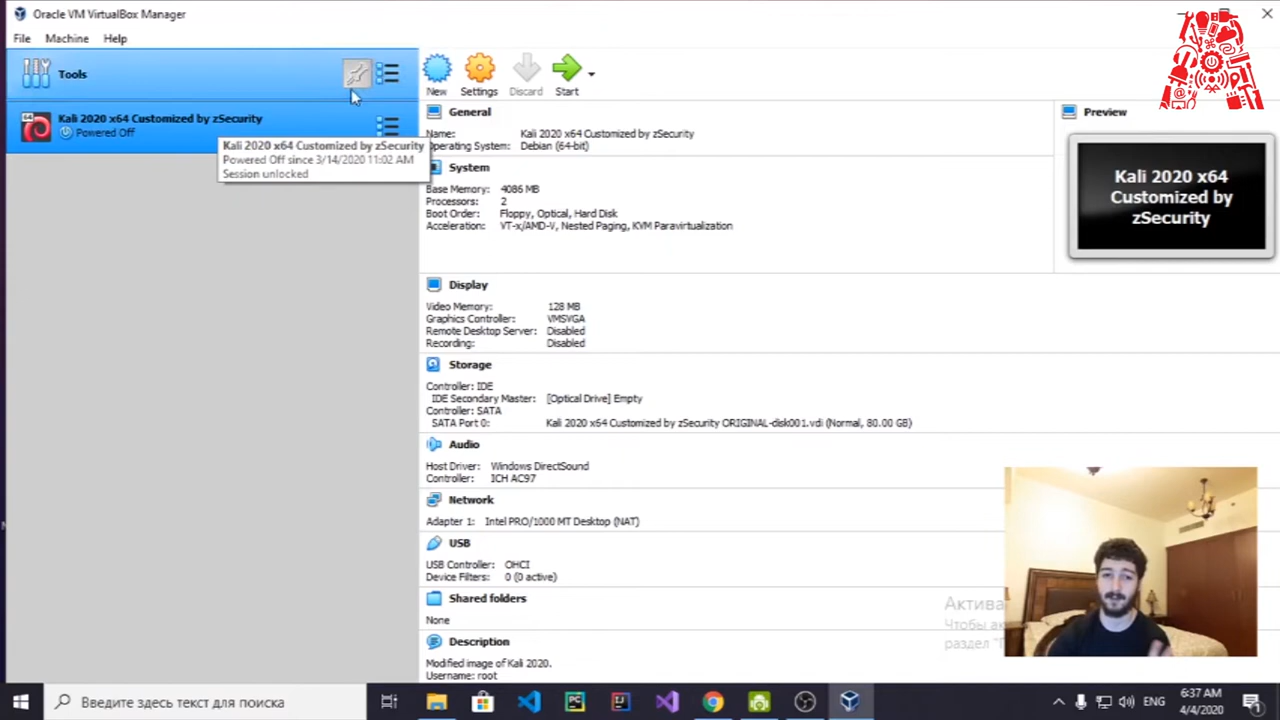 Oracle VM VirtualBox Manager
File Machine Help
Tools
New Settings Discard Start
Kali 2020 x64 Customized by zSecurity
Powered Off
64
Kali 2020 x64 Customized by zSecurity
Powered Off since 3/14/2020 11:02 AM
Session unlocked
General
Name: Kali 2020 x64 Customized by zSecurity
Operating System: Debian (64-bit)
System
Base Memory: 4086 MB
Processors: 2
Boot Order: Floppy, Optical, Hard Disk
Acceleration: VT-x/AMD-V, Nested Paging, KVM Paravirtualization
Preview
Kali 2020 x64
Customized by
zSecurity
Display
Video Memory: 128 MB
Graphics Controller: VMSVGA
Remote Desktop Server: Disabled
Recording: Disabled
Storage
Controller: IDE
IDE Secondary Master: [Optical Drive] Empty
Controller: SATA
SATA Port 0: Kali 2020 x64 Customized by zSecurity ORIGINAL-disk001.vdi (Normal, 80.00 GB)
Audio
Host Driver: Windows DirectSound
Controller: ICH AC97
Network
Adapter 1: Intel PRO/1000 MT Desktop (NAT)
USB
USB Controller: OHCI
Device Filters: 0 (0 active)
Shared folders
None
Description
Modified image of Kali 2020.
Username: root
Актива
Чтобы ак
раздел "П
Введите здесь текст для поиска
PC
ENG
6:37 AM
4/4/2020